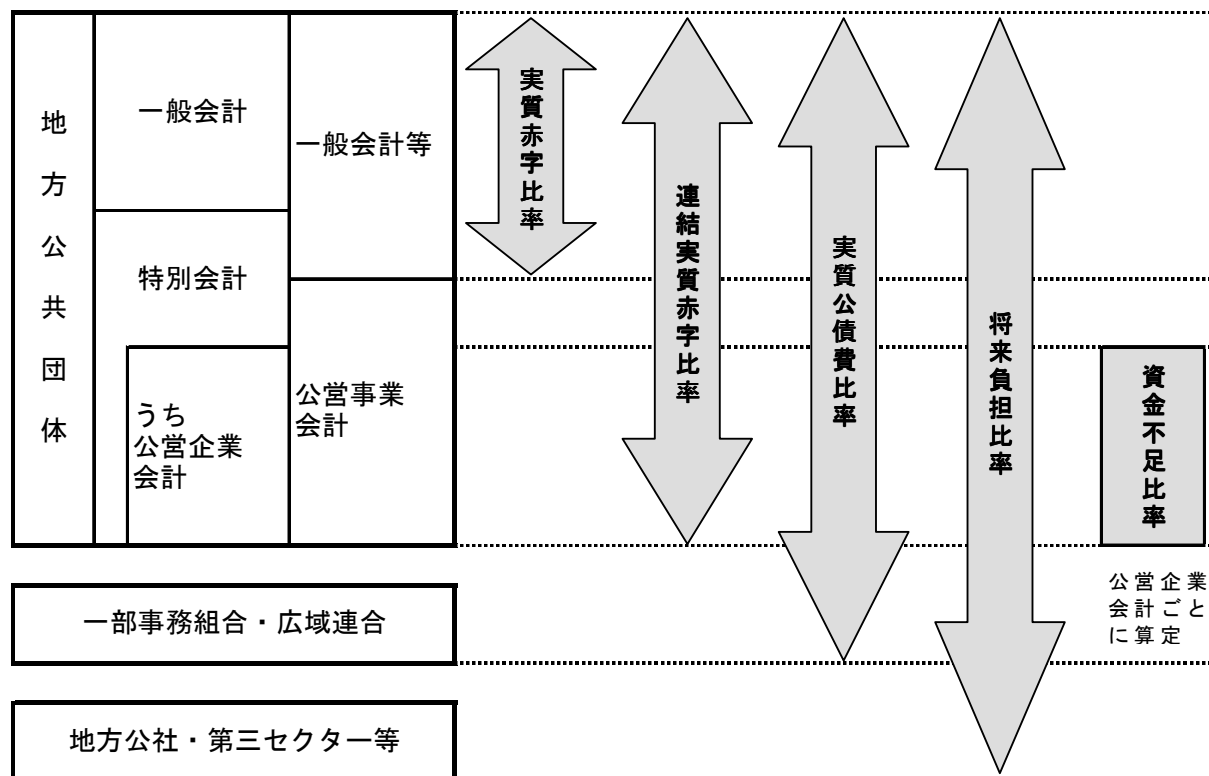 地方公共団体
一般会計
特別会計
うち
公営企業
会計
一般会計等
公営事業
会計
実質赤字比率
連結実質赤字比率
実質公債費比率
将来負担比率
資金不足比率
公営企業
会計ごと
に算定
一部事務組合・広域連合
地方公社・第三セクター等